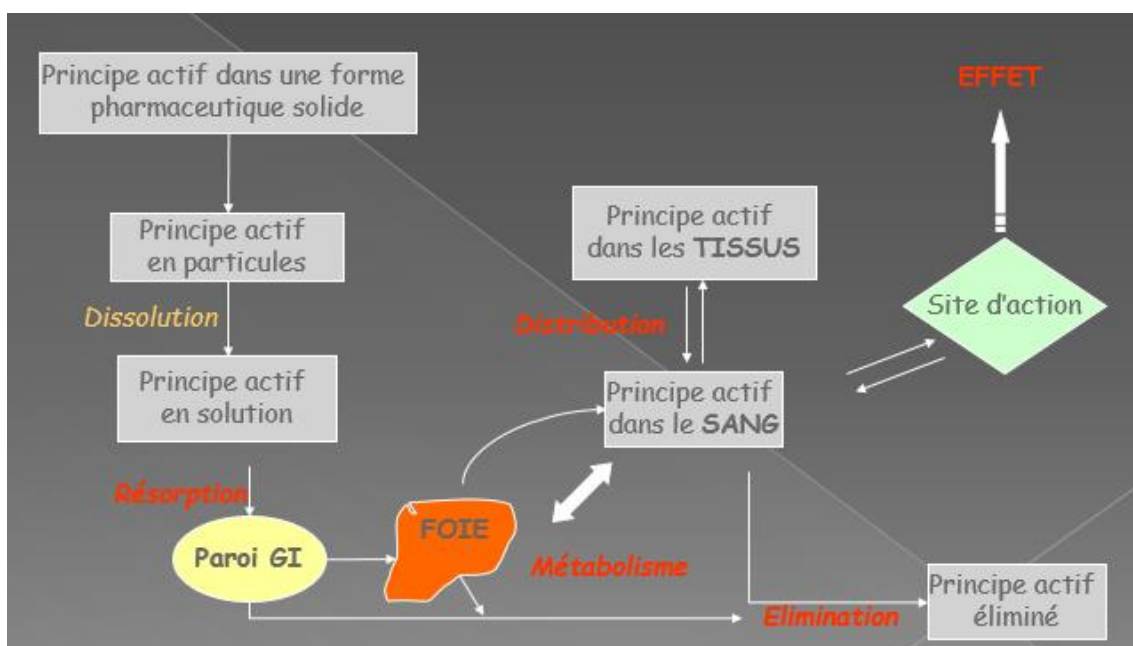 Principe actif dans une forme
pharmaceutique solide
EFFET
Principe actif
en particules
Principe actif
dans les TISSUS
Dissolution
Distribution
Site d'action
Principe actif
en solution
Principe actif
dans le SANG
Résorption
FOIE
Paroi GI
Métabolisme
Principe actif
éliminé
Elimination